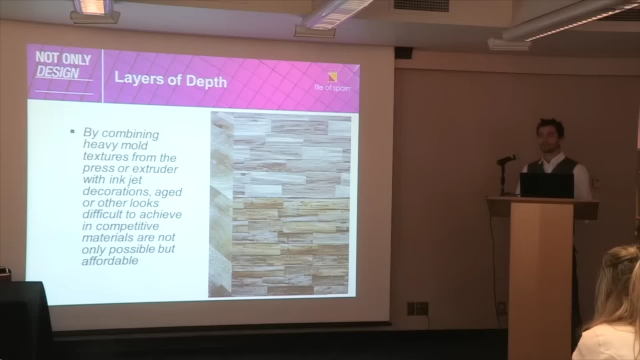 NOT ONLY
DESIGN
Layers of Depth
tile of spain
▪ By combining
heavy mold
textures from the
press or extruder
with ink jet
decorations, aged
or other looks
difficult to achieve
in competitive
materials are not
only possible but
affordable